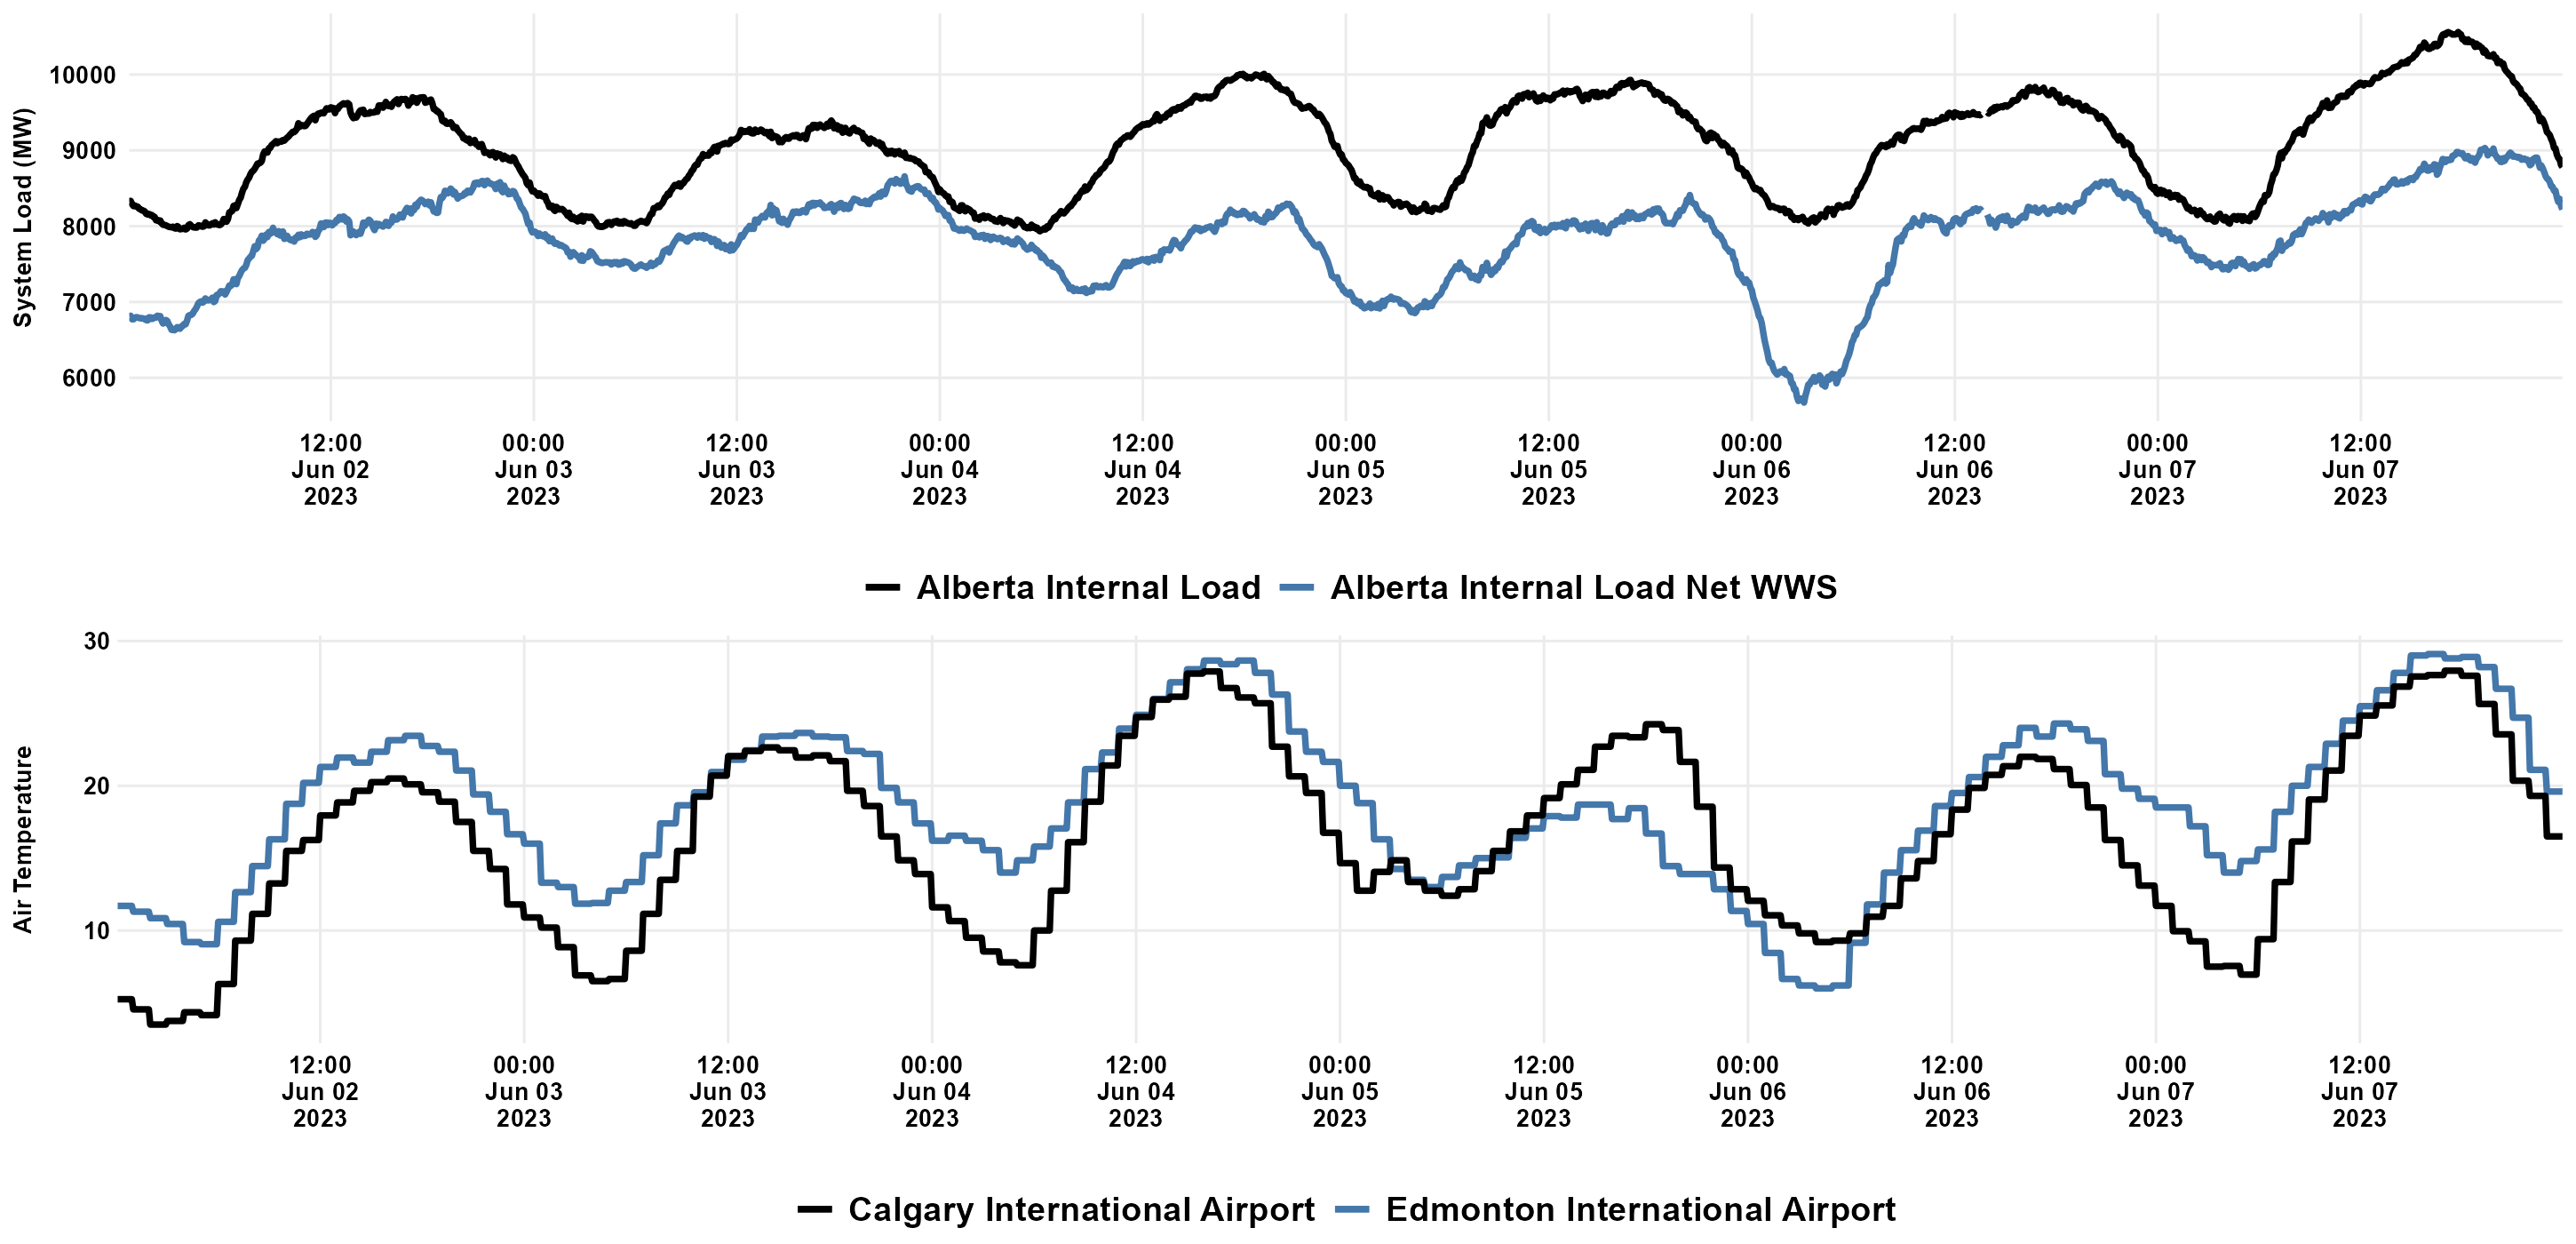 System Load (MW)
10000
9000
8000
7000
6000
12:00 00:00 12:00 00:00 12:00 00:00 12:00 00:00 12:00 00:00 12:00
Jun 02 Jun 03 Jun 03 Jun 04 Jun 04 Jun 05 Jun 05 Jun 06 Jun 06 Jun 07 Jun 07
2023 2023 2023 2023 2023 2023 2023 2023 2023 2023 2023
Alberta Internal Load Alberta Internal Load Net WWS
Air Temperature
30
20
10
12:00 00:00 12:00 00:00 12:00 00:00 12:00 00:00 12:00 00:00 12:00
Jun 02 Jun 03 Jun 03 Jun 04 Jun 04 Jun 05 Jun 05 Jun 06 Jun 06 Jun 07 Jun 07
2023 2023 2023 2023 2023 2023 2023 2023 2023 2023 2023
Calgary International Airport Edmonton International Airport